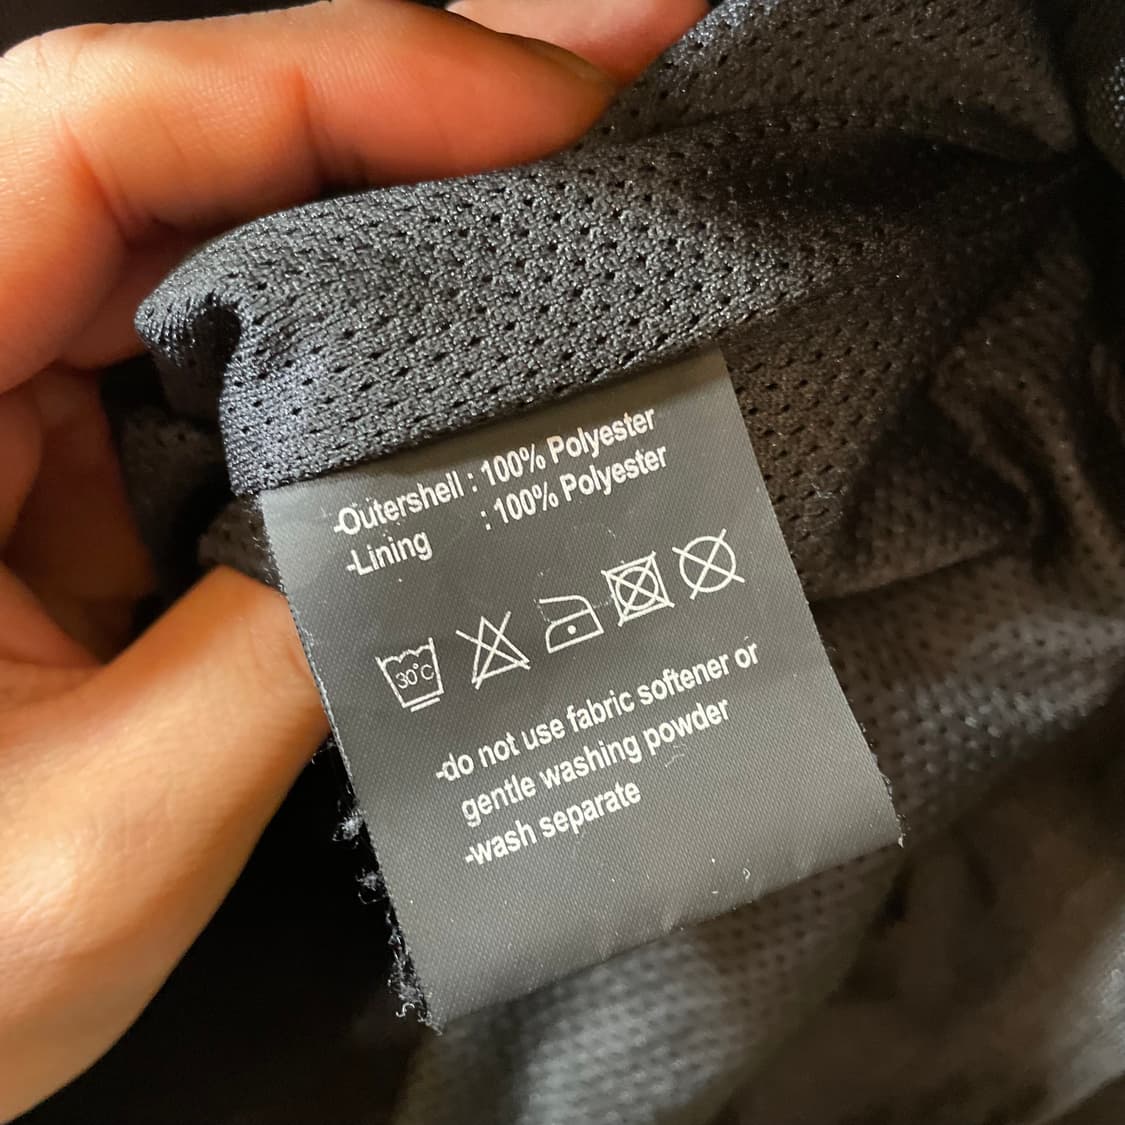 -Outershell : 100% Polyester
-Lining : 100% Polyester
30°C
-do not use fabric softener or
gentle washing powder
-wash separate